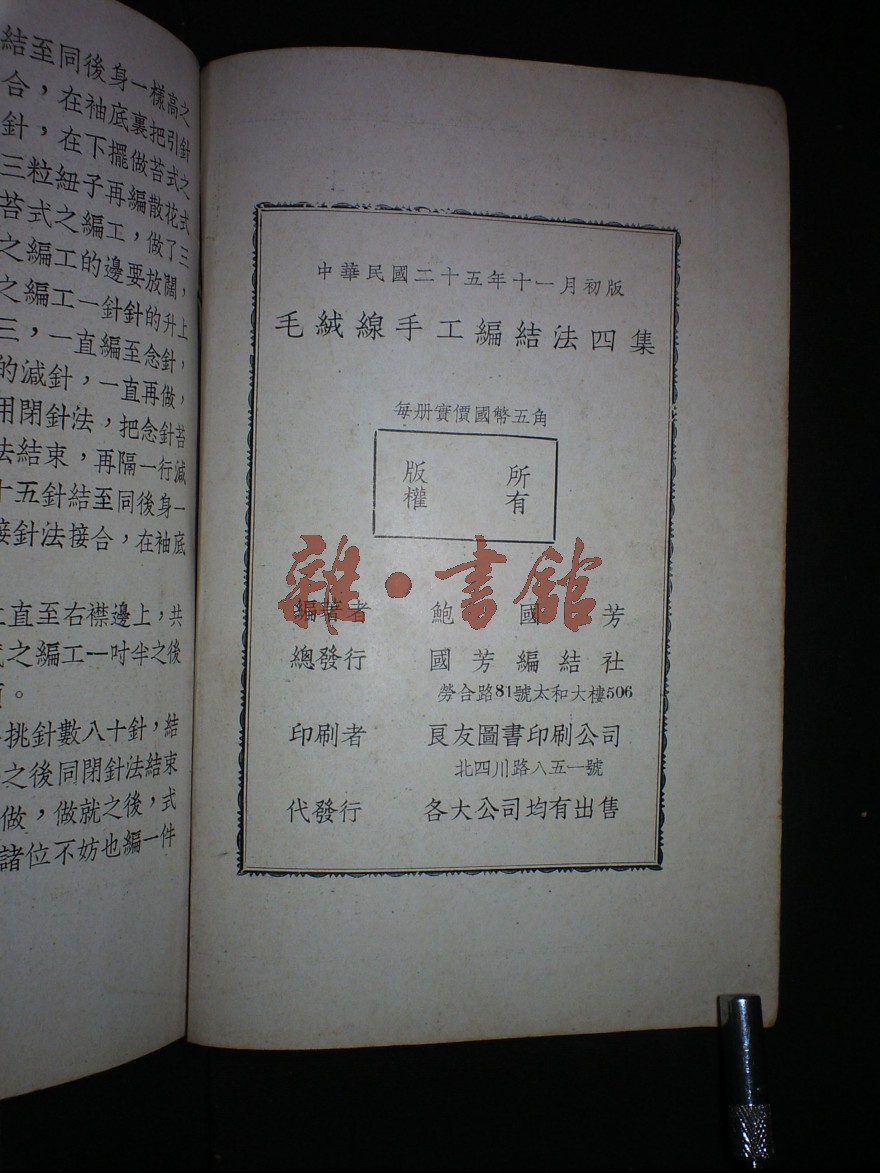 結至同後身一樣高之
合，在袖底裏把引針
針，在下擺做苔式之
三粒紐子再編散花式
苔式之編工，做了三
之編工的邊要放闊，
之編工一針針的升上
三，一直編至念針，
的減針，一直再做，
用閉針法，把念針苔
法結束，再隔一行減
十五針結至同後身一
接針法接合，在袖底
直至右襟邊上，共
之編工一吋半之後
。
挑針數八十針，結
之後同閉針法結束
做，做就之後，式
諸位不妨也編一件
中華民國二十五年十一月初版
毛絨線手工編結法四集
每册實價國幣五角
版權 所有
雜·書館
編著者 鮑國芳
總發行 國芳編結社
勞合路81號太和大樓506
印刷者 良友圖書印刷公司
北四川路八五一號
代發行 各大公司均有出售